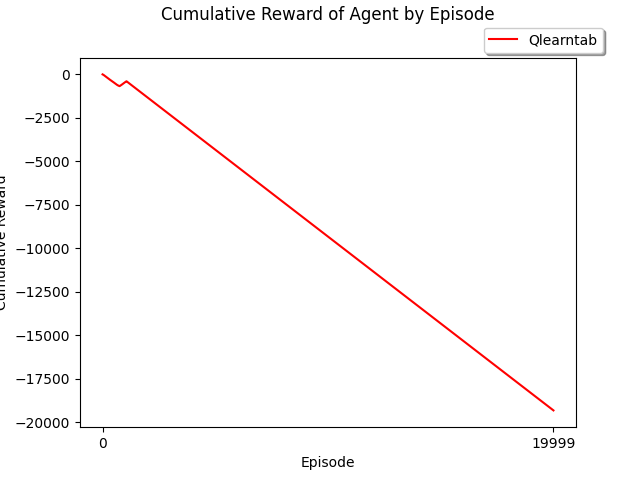 Cumulative Reward of Agent by Episode
Qlearntab
0
−2500
−5000
−7500
−10000
−12500
−15000
−17500
−20000
Cumulative Reward
0 19999
Episode